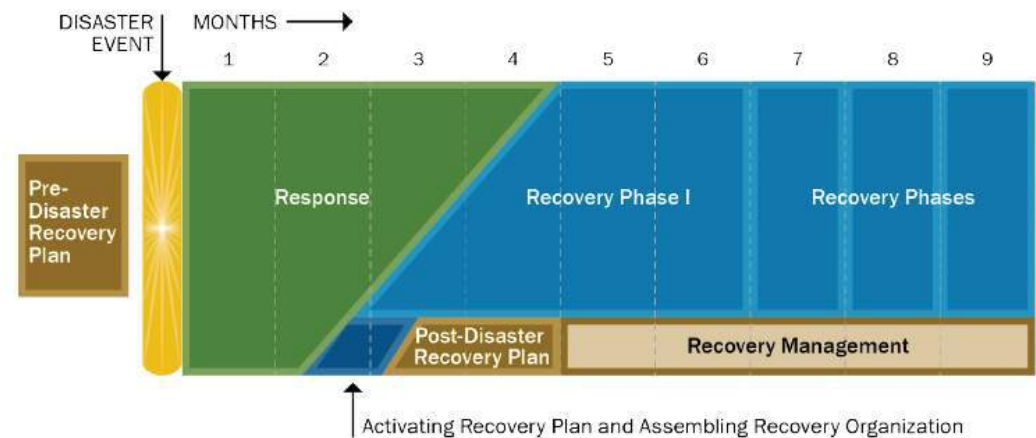 DISASTER
EVENT
MONTHS
1 2 3 4 5 6 7 8 9
Pre-
Disaster
Recovery
Plan
Response
Recovery Phase I
Recovery Phases
Post-Disaster
Recovery Plan
Recovery Management
Activating Recovery Plan and Assembling Recovery Organization